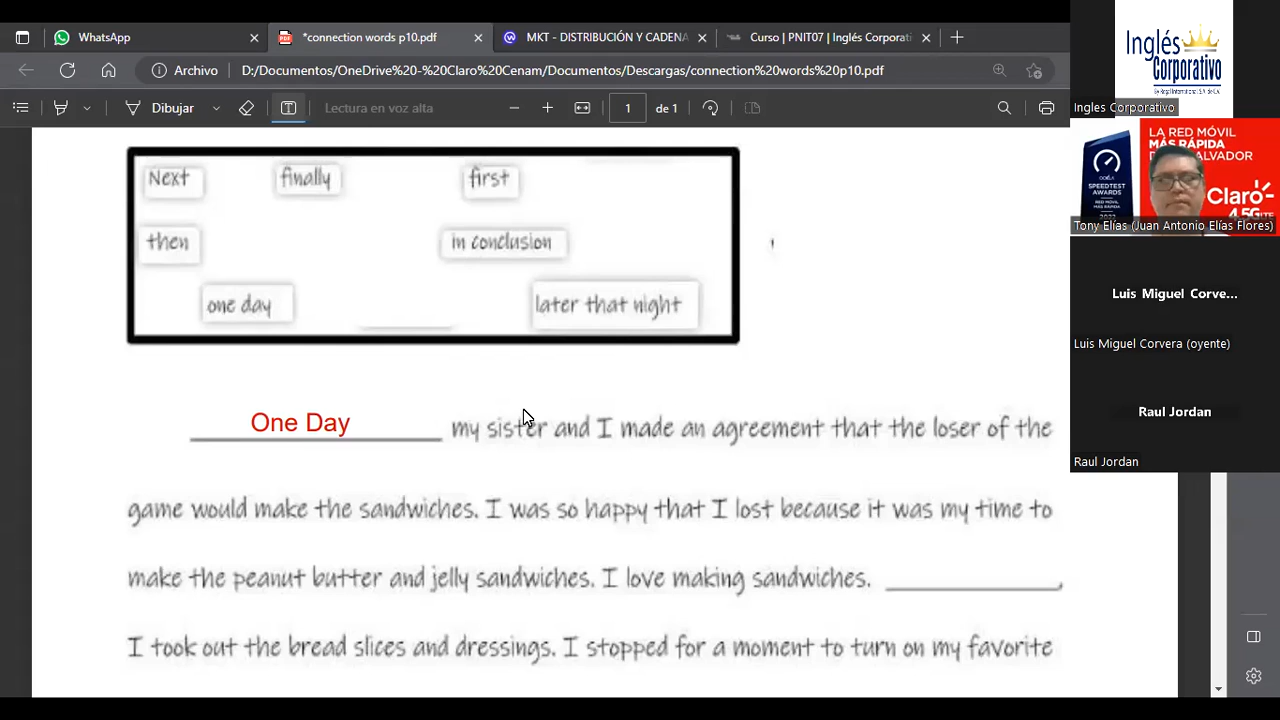 WhatsApp
*connection words p10.pdf
MKT - DISTRIBUCIÓN Y CADENA
Curso | PNIT07 | Inglés Corporati
Archivo
D:/Documentos/OneDrive%20-%20Claro%20Cenam/Documentos/Descargas/connection%20words%20p10.pdf
Dibujar
Lectura en voz alta
1
de 1
Next
finally
first
then
in conclusion
one day
later that night
One Day
my sister and I made an agreement that the loser of the
game would make the sandwiches. I was so happy that I lost because it was my time to
make the peanut butter and jelly sandwiches. I love making sandwiches.
I took out the bread slices and dressings. I stopped for a moment to turn on my favorite
Inglés
Corporativo
Ingles Corporativo
LA RED MÓVIL
MÁS RÁPIDA
SALVADOR
SPEEDTEST
AWARDS
Claro
4.5G LTE
Tony Elías (Juan Antonio Elías Flores)
Luis Miguel Corve...
Luis Miguel Corvera (oyente)
Raul Jordan
Raul Jordan